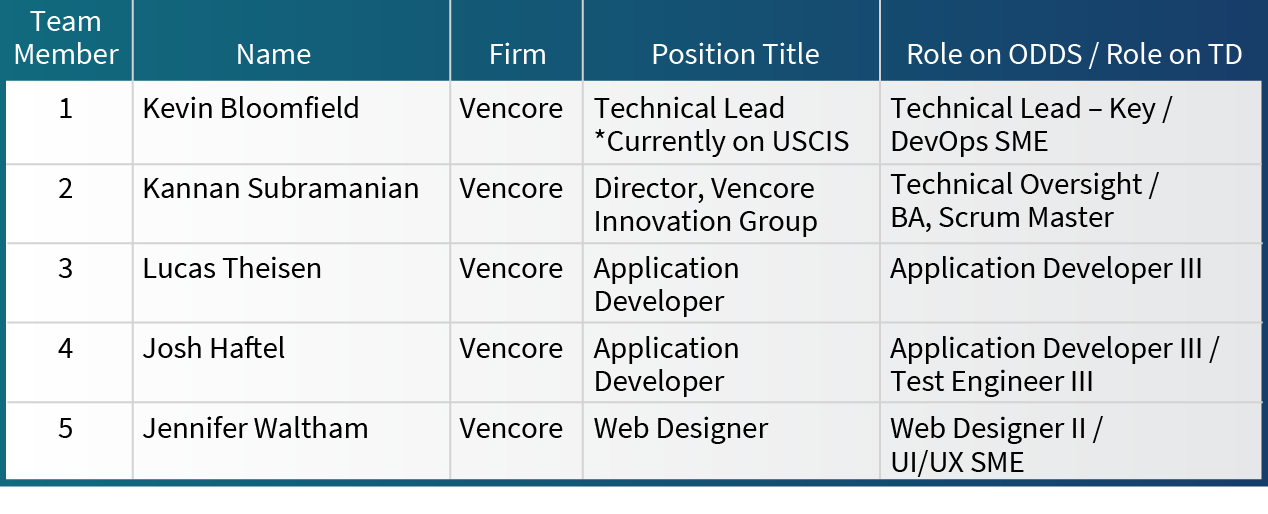 Team
Member Name Firm Position Title Role on ODDS / Role on TD
1 Kevin Bloomfield Vencore Technical Lead Technical Lead – Key /
*Currently on USCIS DevOps SME
2 Kannan Subramanian Vencore Director, Vencore Technical Oversight /
Innovation Group BA, Scrum Master
3 Lucas Theisen Vencore Application Application Developer III
Developer
4 Josh Haftel Vencore Application Application Developer III /
Developer Test Engineer III
5 Jennifer Waltham Vencore Web Designer Web Designer II /
UI/UX SME